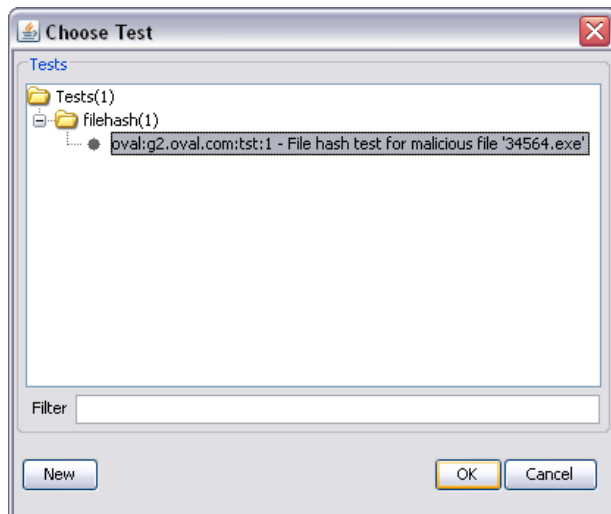 Choose Test
Tests
Tests(1)
filehash(1)
oval:g2.oval.com:tst:1 - File hash test for malicious file '34564.exe'
Filter
New OK Cancel